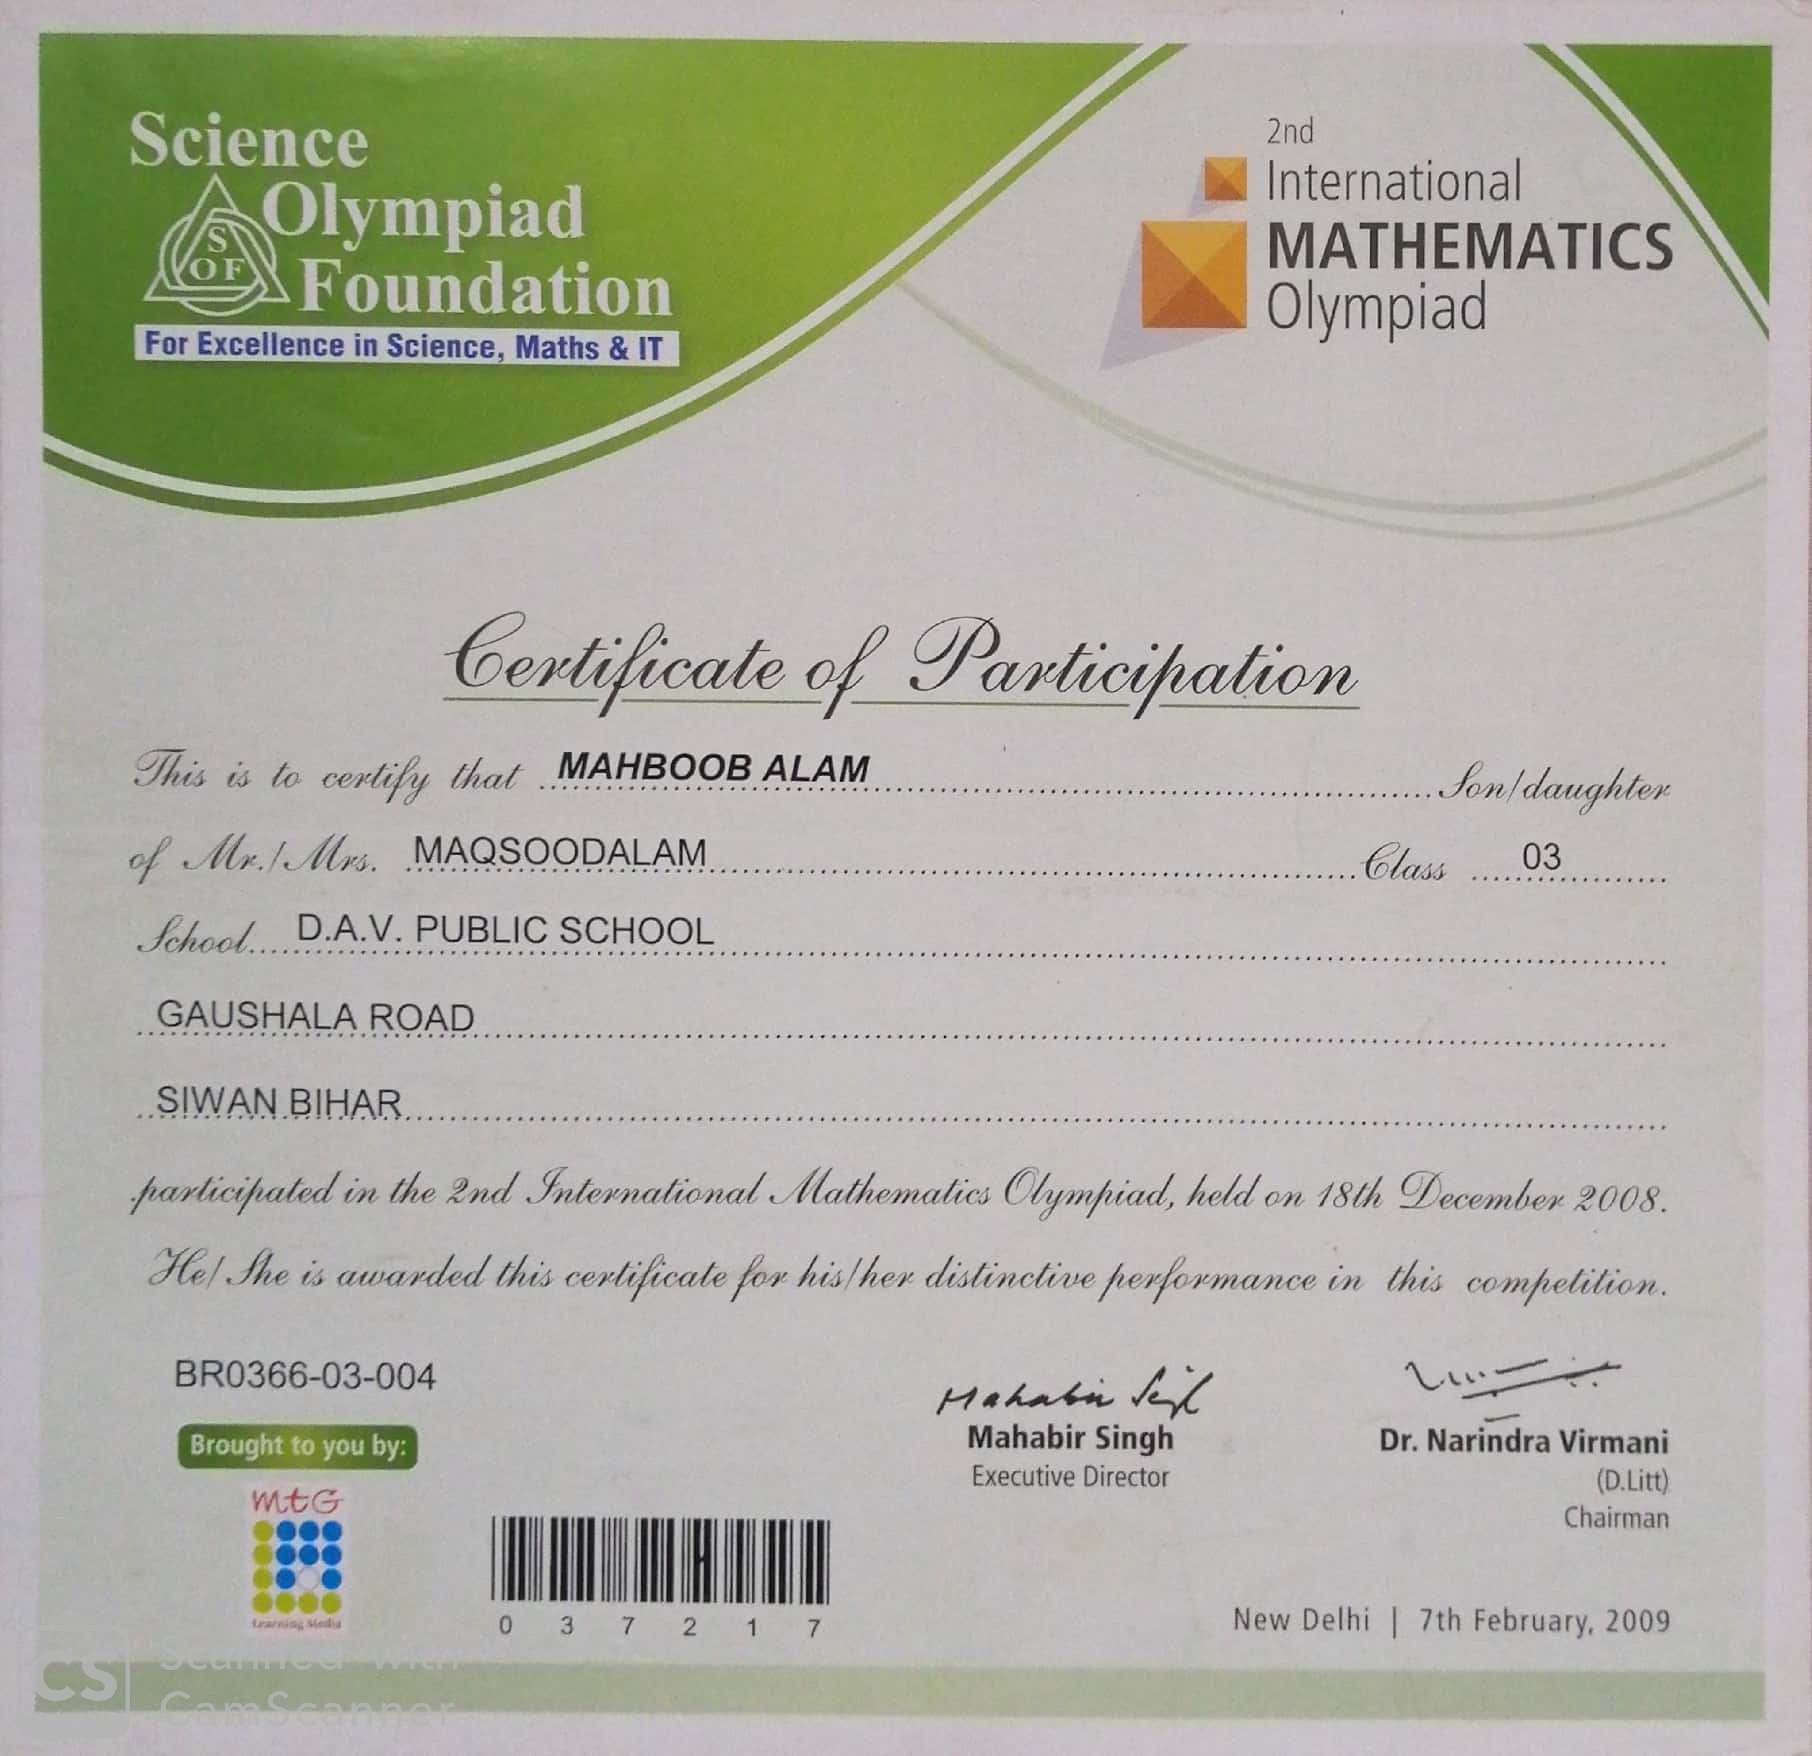 Science
Olympiad
Foundation
S
OF
For Excellence in Science, Maths & IT
2nd
International
MATHEMATICS
Olympiad
Certificate of Participation
This is to certify that MAHBOOB ALAM Son/daughter
of Mr./Mrs. MAQSOODALAM Class 03
School D.A.V. PUBLIC SCHOOL
GAUSHALA ROAD
SIWAN BIHAR
participated in the 2nd International Mathematics Olympiad, held on 18th December 2008.
He/She is awarded this certificate for his/her distinctive performance in this competition.
BR0366-03-004
Brought to you by:
mtG
Learning Media
0 3 7 2 1 7
Mahabir Singh
Mahabir Singh
Executive Director
Dr. Narindra Virmani
(D.Litt)
Chairman
New Delhi | 7th February, 2009
CS Scanned with
CamScanner